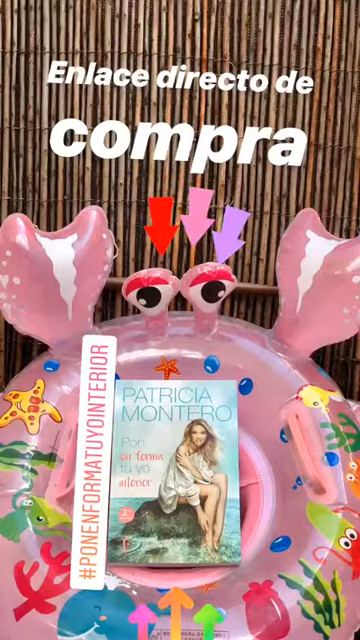 Enlace directo de
compra
#PONENFORMATUYOINTERIOR
PATRICIA
MONTERO
Pon
en forma
tu yo
interior